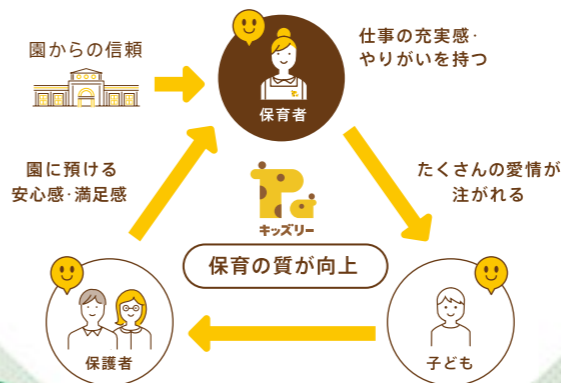 園からの信頼
保育者
仕事の充実感·
やりがいを持つ
園に預ける
安心感·満足感
たくさんの愛情が
注がれる
キッズリー
保育の質が向上
保護者
子ども